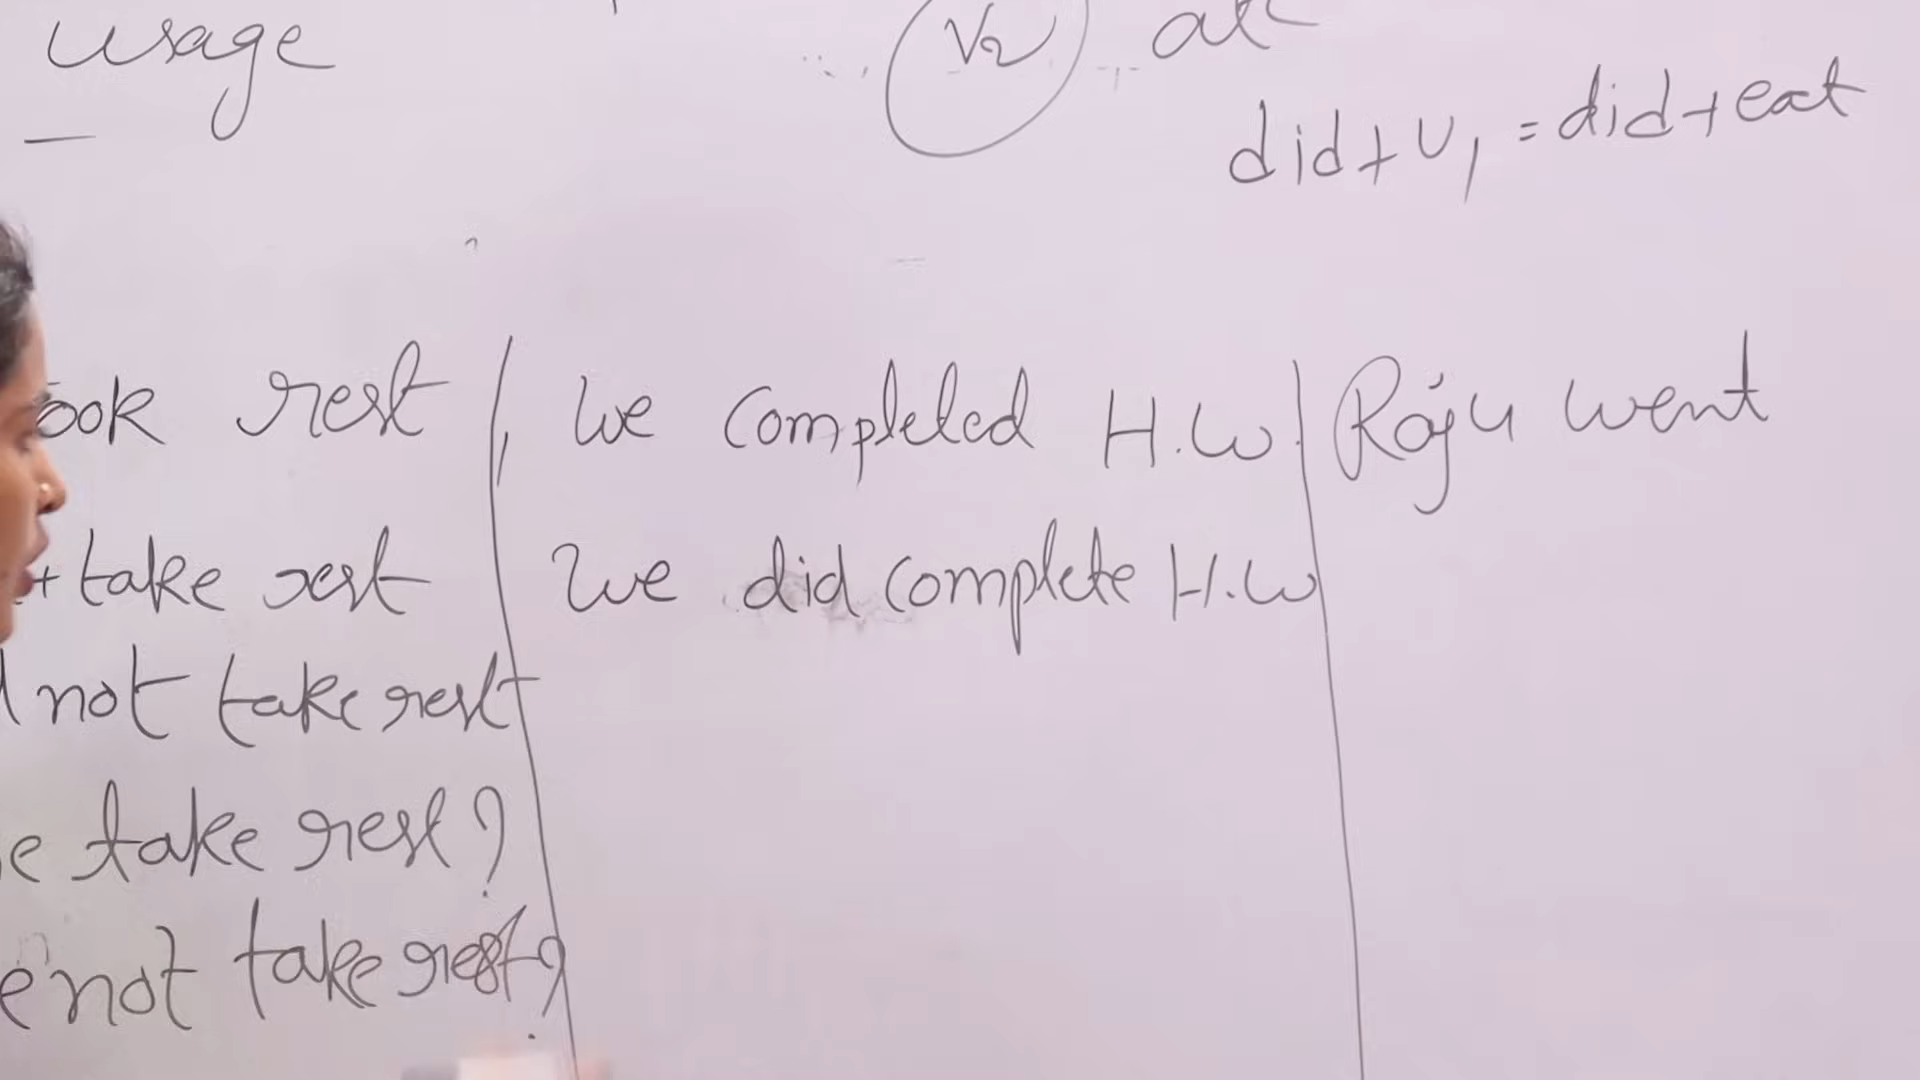 usage
V2 ate
did + V1 = did + eat
ook rest
We completed H.W.
Raju went
+ take rest
We did complete H.W
not take rest
e take rest?
e not take rest?